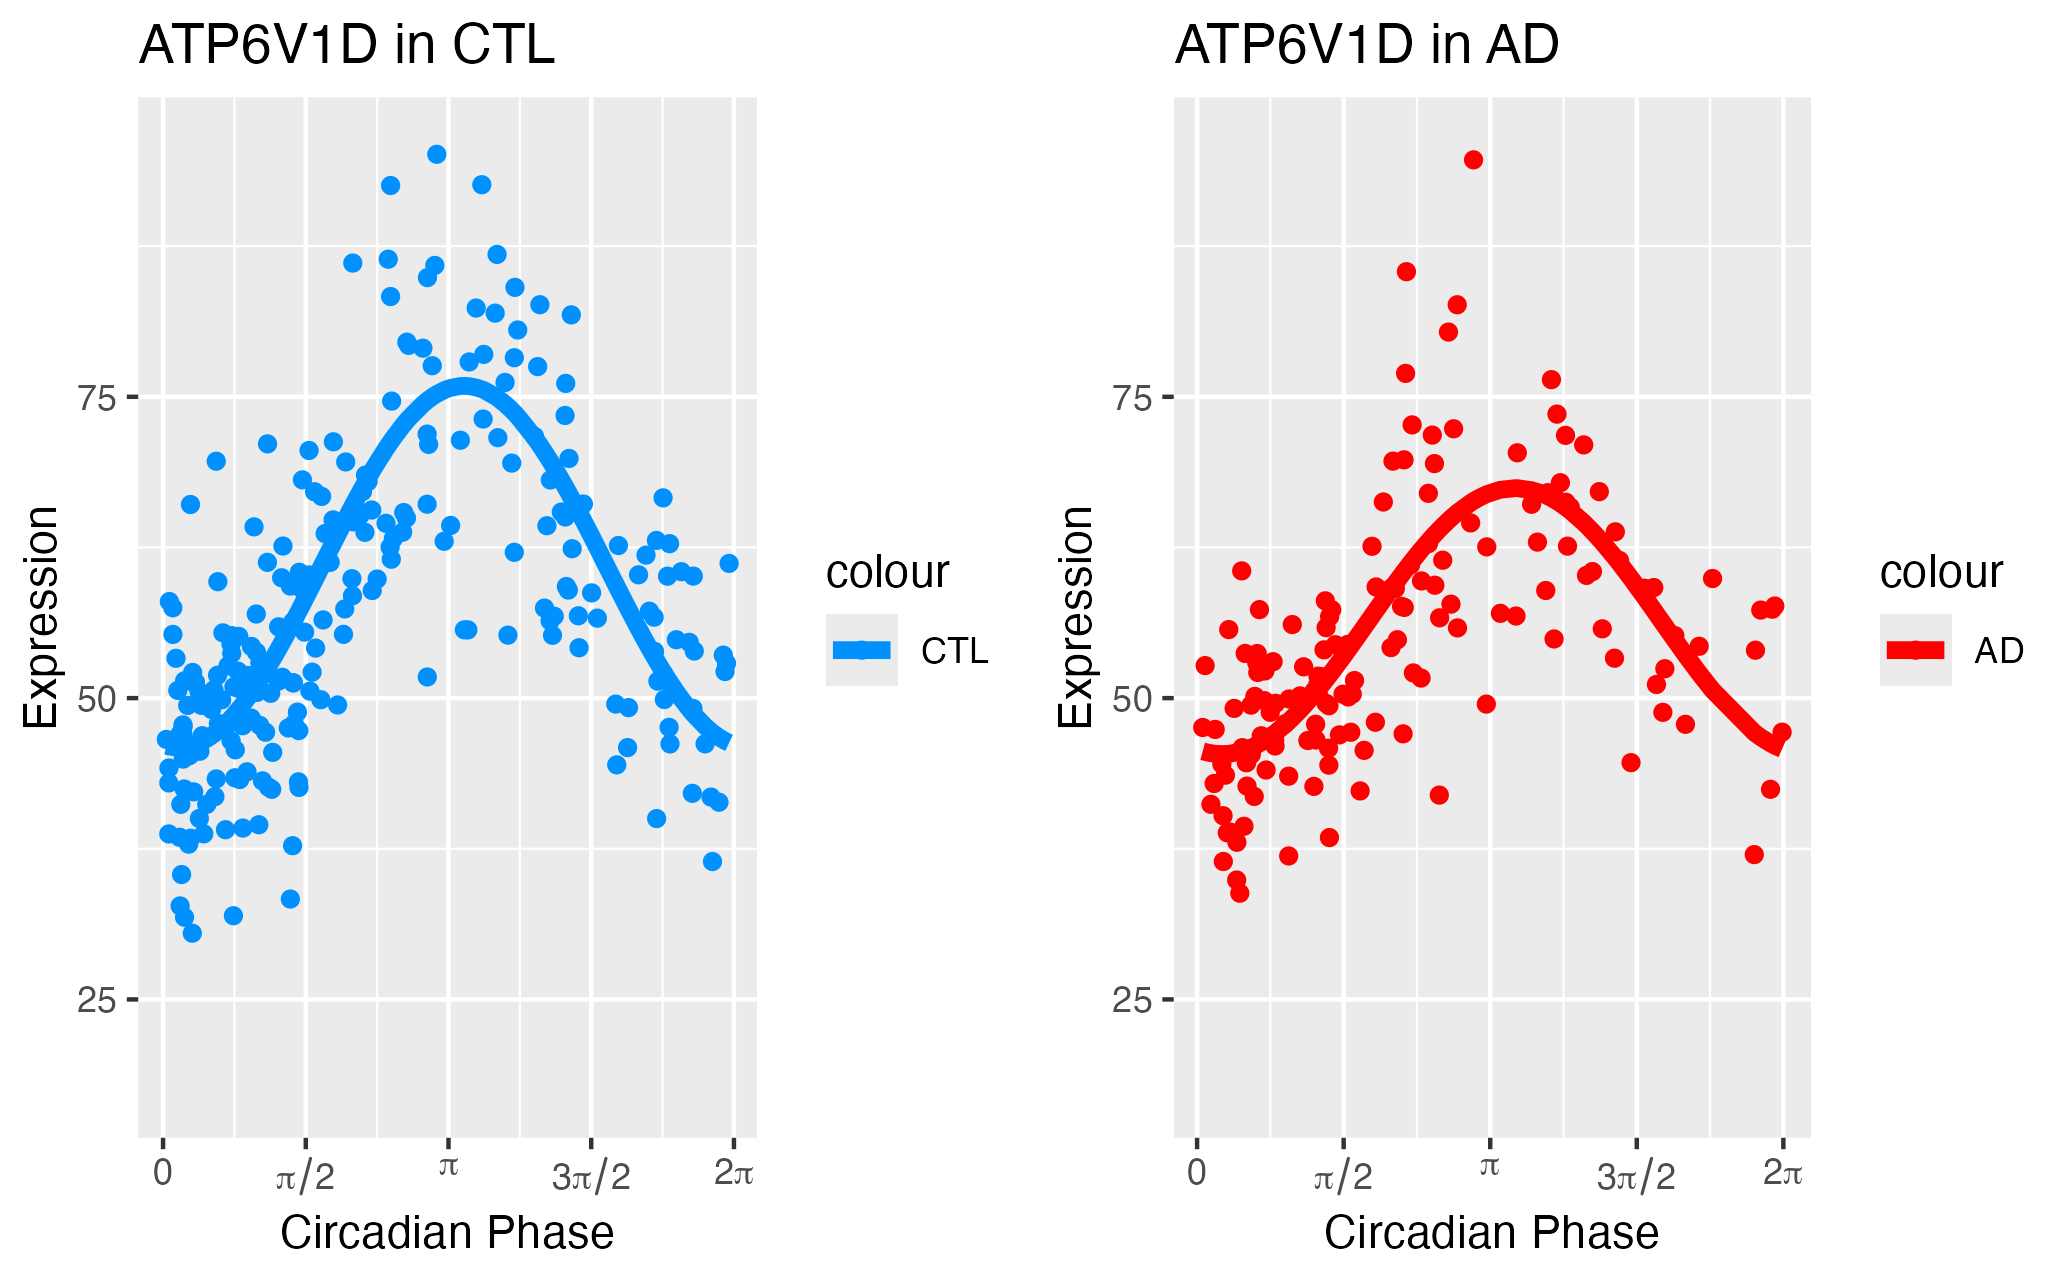 ATP6V1D in CTL
Expression
75
50
25
0 π/2 π 3π/2 2π
Circadian Phase
colour
CTL
ATP6V1D in AD
Expression
75
50
25
0 π/2 π 3π/2 2π
Circadian Phase
colour
AD